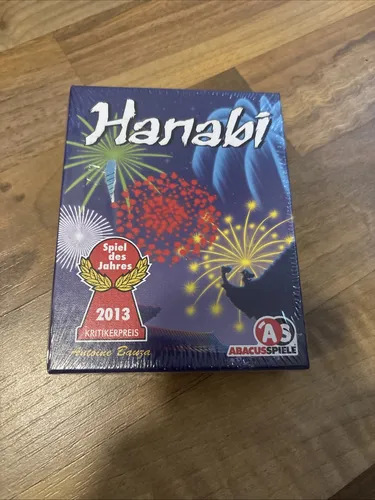 Hanabi
Spiel
des
Jahres
2013
KRITIKERPREIS
Antoine Bauza
AS
ABACUSSPIELE